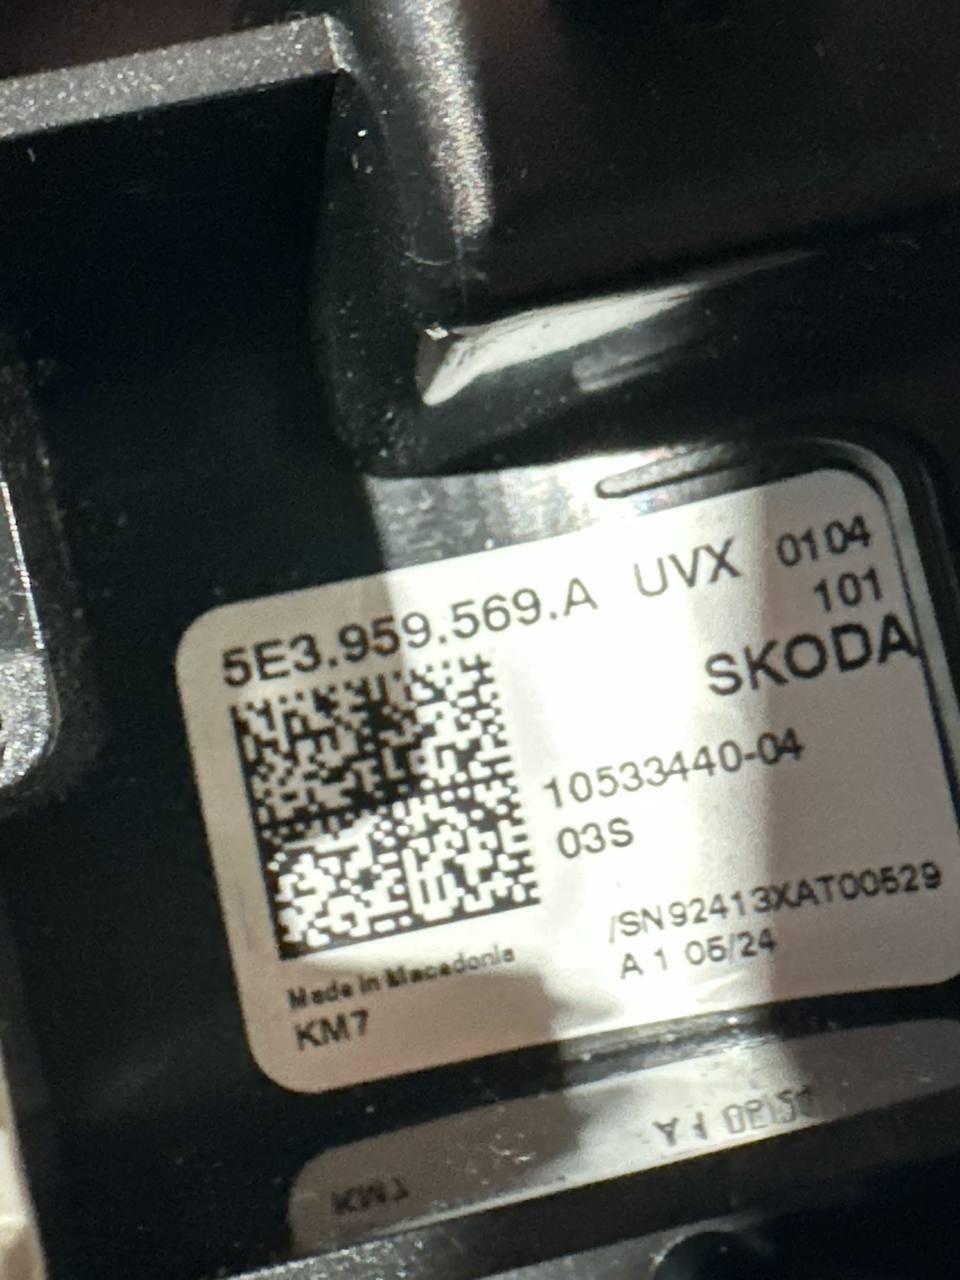 5E3.959.569.A UVX 0104
101
SKODA
10533440-04
03S
/SN92413XAT00529
A 1 05/24
Made in Macedonia
KM7